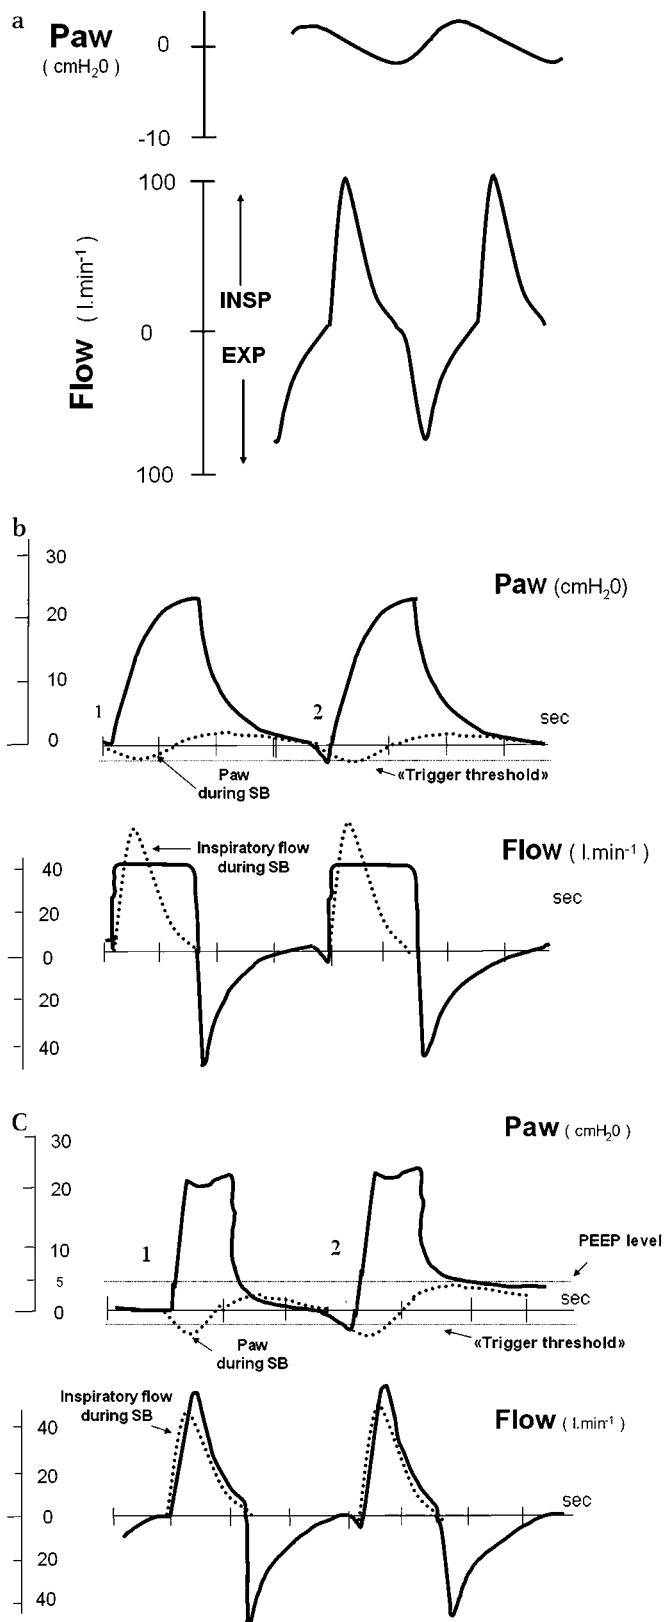 a
Paw
( cmH₂0 )
0
-10
100
Flow ( l.min⁻¹ )
INSP
0
EXP
100
b
30
Paw (cmH₂0)
20
10
1
2
0
sec
Paw
during SB
«Trigger threshold»
Inspiratory flow
during SB
Flow ( l.min⁻¹ )
40
sec
20
0
20
40
C
Paw ( cmH₂0 )
30
20
1
2
PEEP level
10
5
sec
0
Paw
during SB
«Trigger threshold»
Inspiratory flow
during SB
Flow ( l.min⁻¹ )
40
20
sec
0
20
40